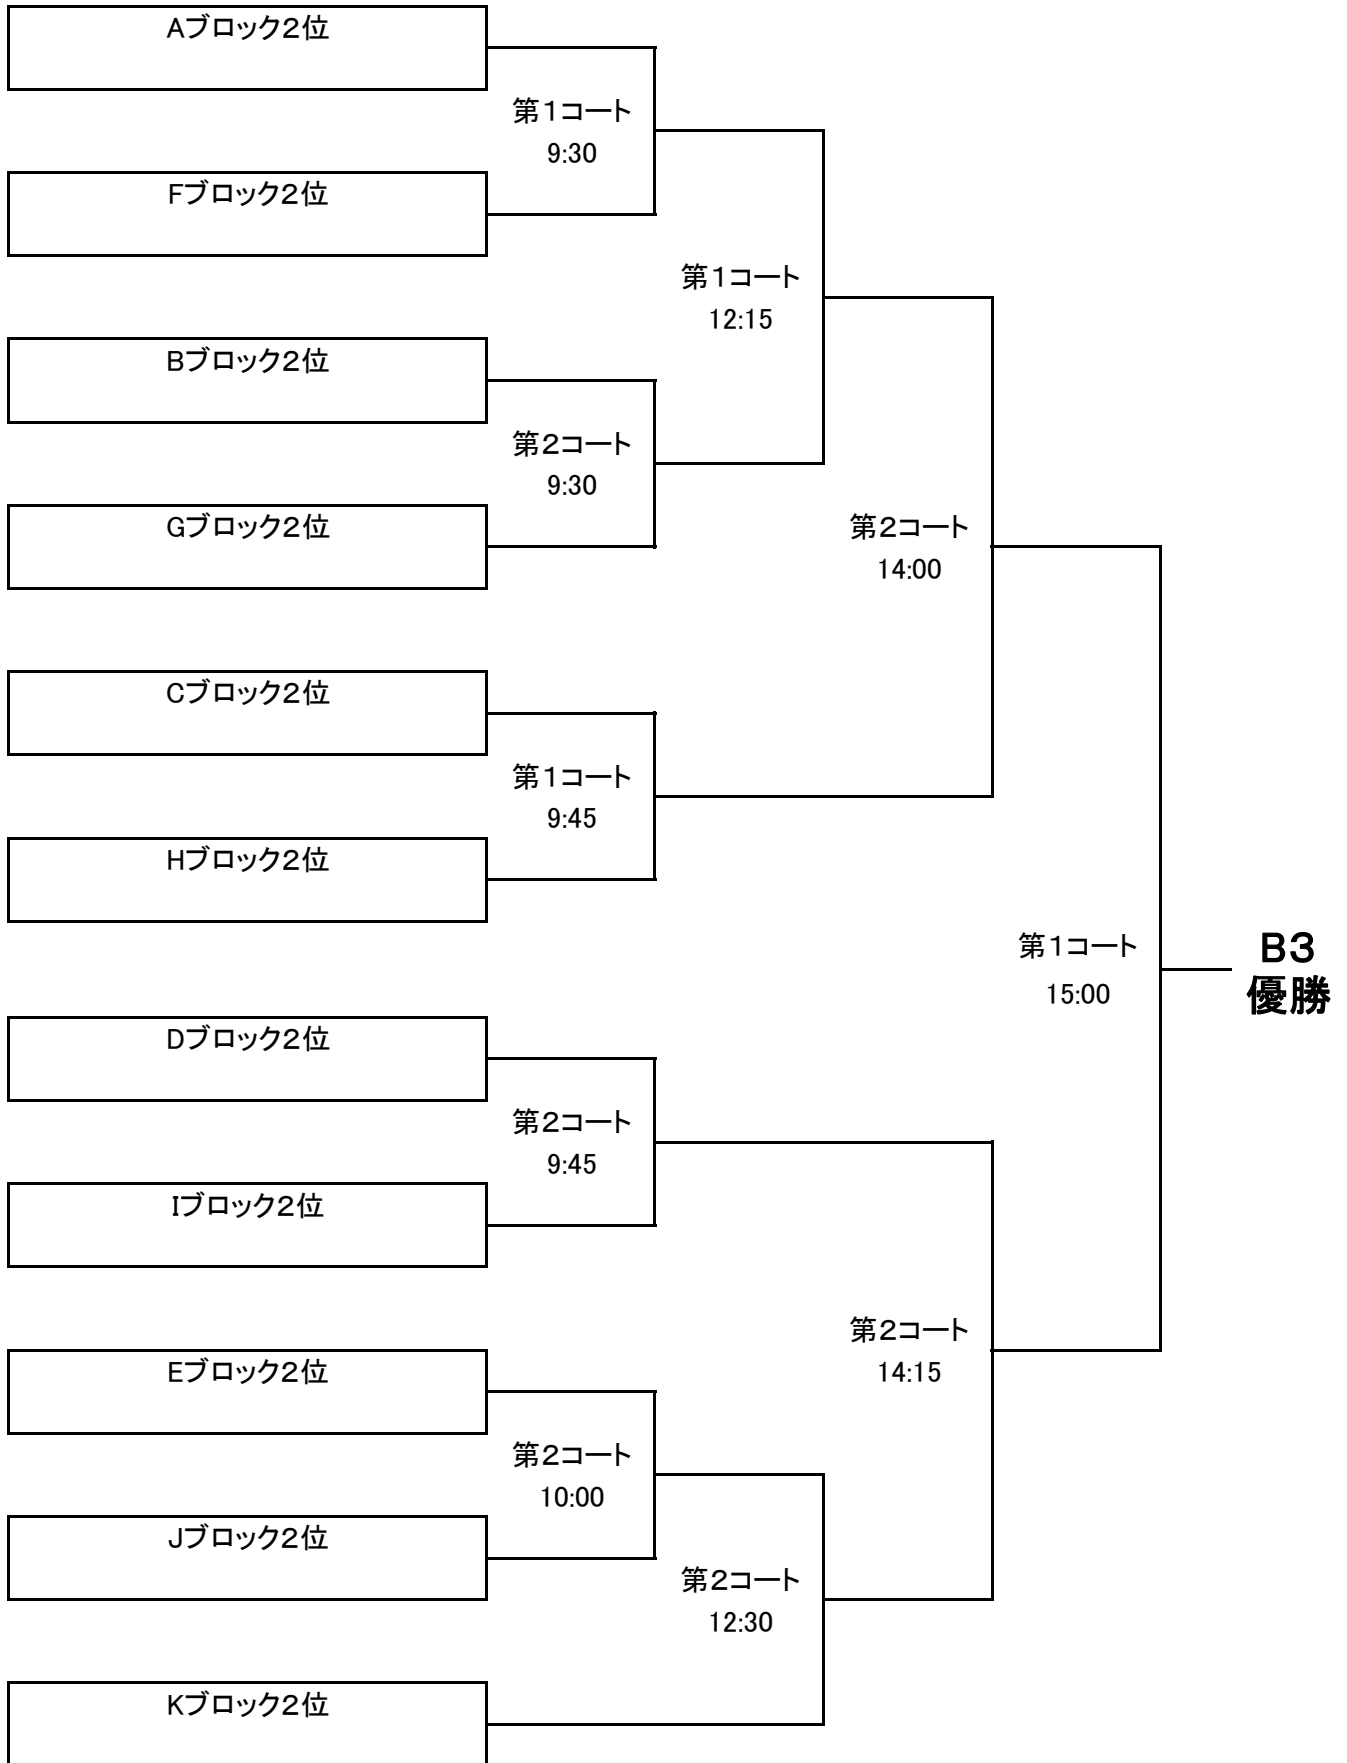 Aブロック２位
第１コート
9:30
Fブロック２位
第１コート
12:15
Bブロック２位
第２コート
9:30
Gブロック２位
第２コート
14:00
Cブロック２位
第１コート
9:45
Hブロック２位
第１コート
15:00
B3
優勝
Dブロック２位
第２コート
9:45
Iブロック２位
第２コート
14:15
Eブロック２位
第２コート
10:00
Jブロック２位
第２コート
12:30
Kブロック２位